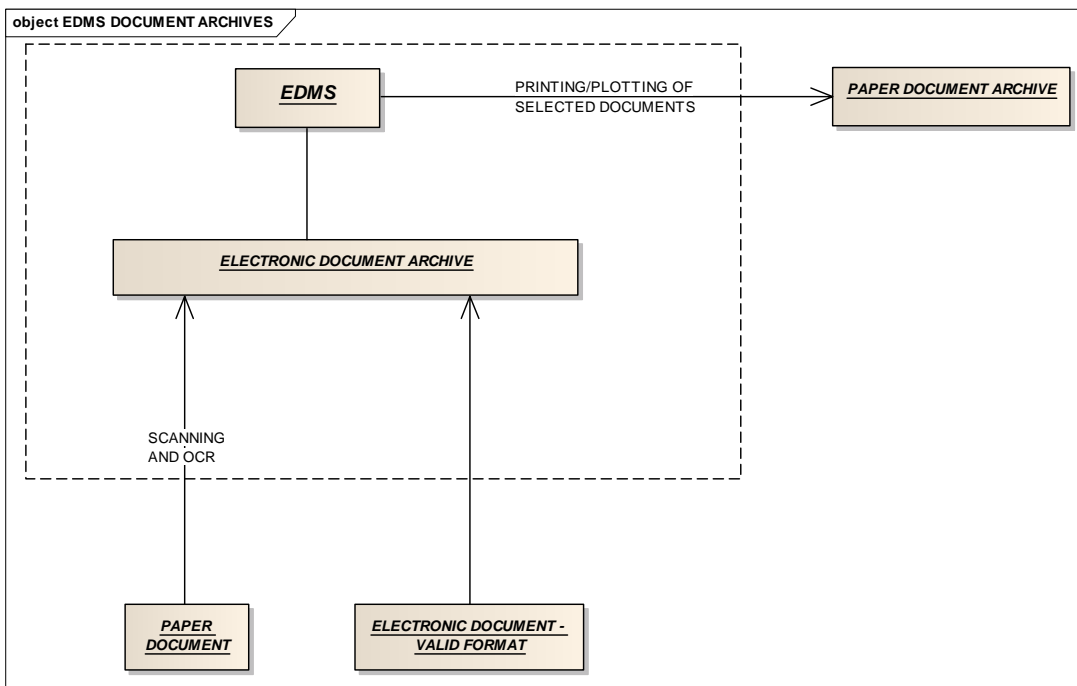 object EDMS DOCUMENT ARCHIVES
EDMS
PRINTING/PLOTTING OF
SELECTED DOCUMENTS
PAPER DOCUMENT ARCHIVE
ELECTRONIC DOCUMENT ARCHIVE
SCANNING
AND OCR
PAPER
DOCUMENT
ELECTRONIC DOCUMENT -
VALID FORMAT